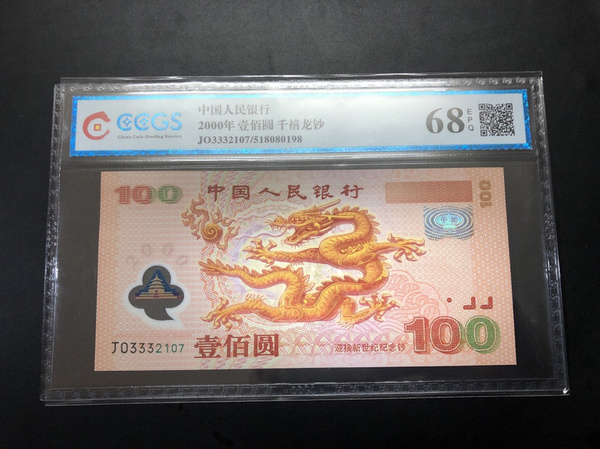 CCGS
China Coin Grading Service
中国人民银行
2000年 壹佰圆 千禧龙钞
JO3332107/518080198
68 EPQ
100 中国人民银行 100
2000
JO3332107
壹佰圆
迎接新世纪纪念钞
100